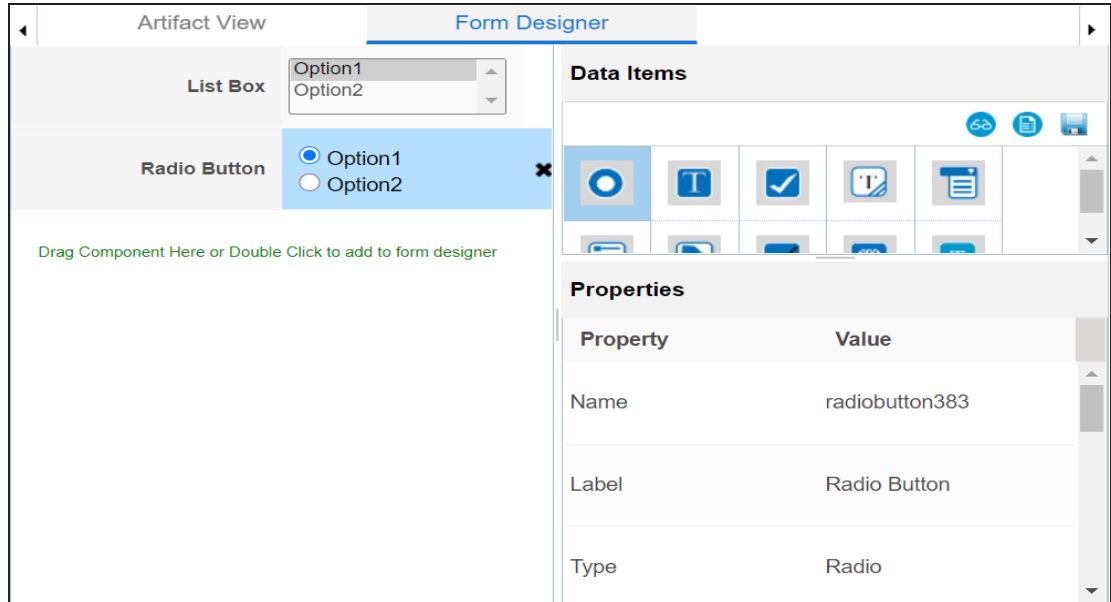 Artifact View
Form Designer
List Box
Option1
Option2
Radio Button
Option1
Option2
Drag Component Here or Double Click to add to form designer
Data Items
T
T
Properties
Property Value
Name radiobutton383
Label Radio Button
Type Radio